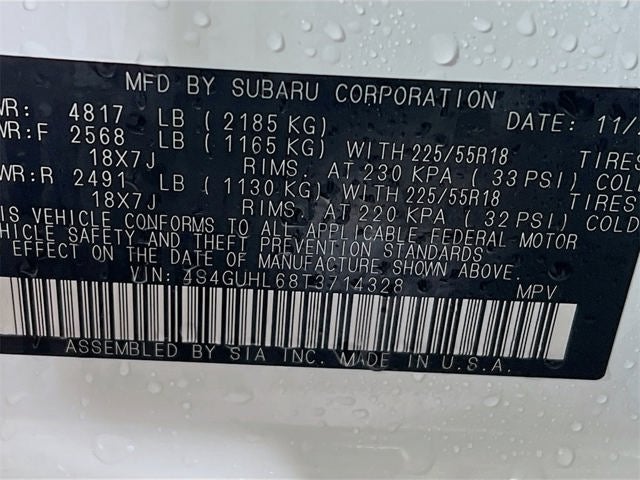 MFD BY SUBARU CORPORATION
WR: 4817 LB (2185 KG) DATE: 11/
WR:F 2568 LB (1165 KG) WITH 225/55R18 TIRES
18X7J RIMS. AT 230 KPA (33 PSI) COL
WR:R 2491 LB (1130 KG) WITH 225/55R18 TIRES
18X7J RIMS. AT 220 KPA (32 PSI) COLD
IS VEHICLE CONFORMS TO ALL APPLICABLE FEDERAL MOTOR
VEHICLE SAFETY AND THEFT PREVENTION STANDARDS
EFFECT ON THE DATE OF MANUFACTURE SHOWN ABOVE.
VIN: 4S4GUHL68T3714328 MPV
ASSEMBLED BY SIA INC. MADE IN U.S.A.